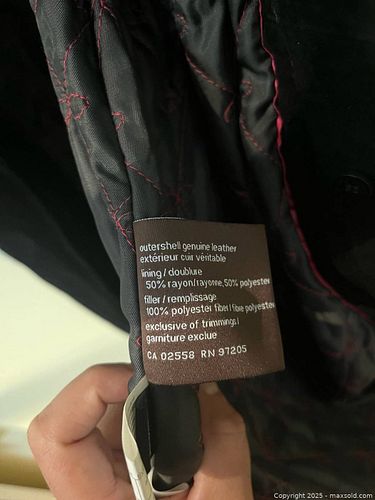 outershell genuine leather
extérieur cuir véritable
lining / doublure
50% rayon/rayonne,50% polyester
filler / remplissage
100% polyester fiber/fibre polyester
exclusive of trimmings/
garniture exclue
CA 02558 RN 97205
Copyright 2025 - maxsold.com